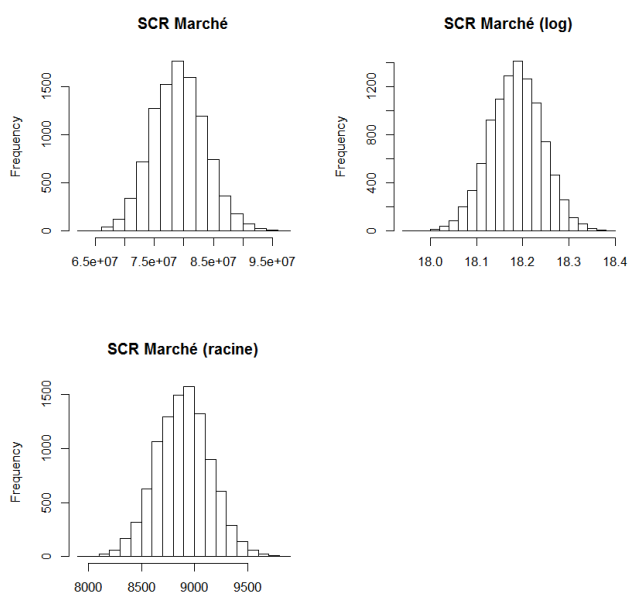 SCR Marché
Frequency
0 500 1000 1500
6.5e+07 7.5e+07 8.5e+07 9.5e+07
SCR Marché (log)
Frequency
0 400 800 1200
18.0 18.1 18.2 18.3 18.4
SCR Marché (racine)
Frequency
0 500 1000 1500
8000 8500 9000 9500